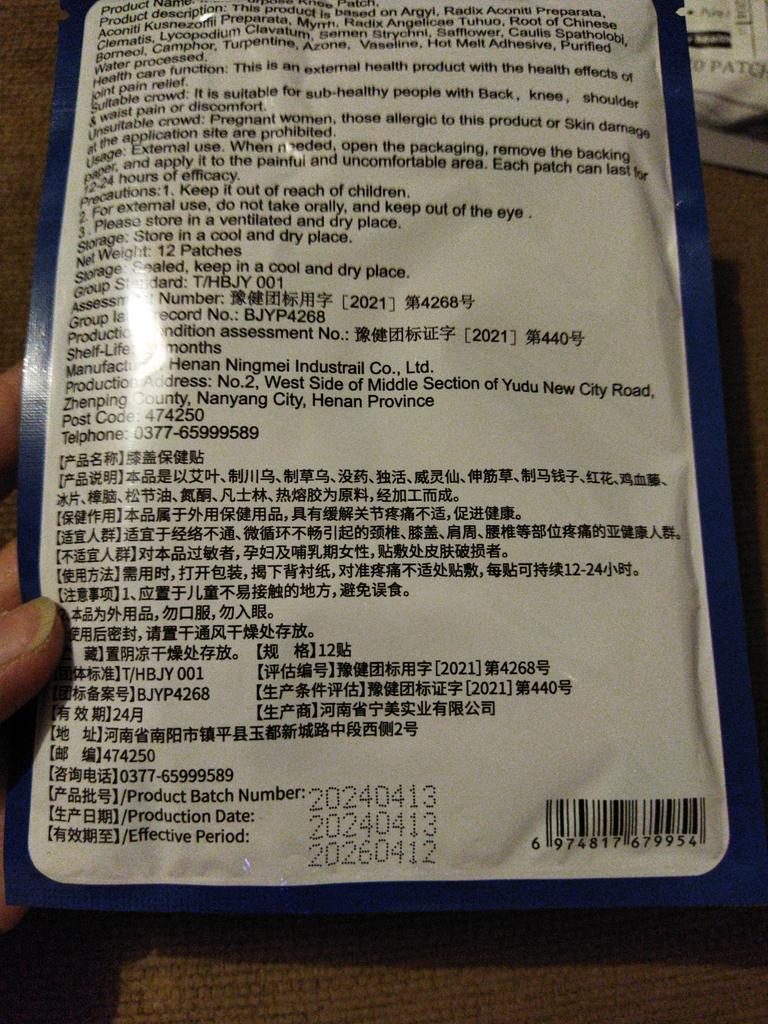 Product Name: Purpose Knee Patch.
Product description: This product is based on Argyi, Radix Aconiti Preparata,
Aconiti Kusnezoffii Preparata, Myrrh, Radix Angelicae Tuhuo, Root of Chinese
Clematis, Lycopodium Clavatum, Semen Strychni, Safflower, Caulis Spatholobi,
Borneol, Camphor, Turpentine, Azone, Vaseline, Hot Melt Adhesive, Purified
Water processed.
Health care function: This is an external health product with the health effects of
joint pain relief.
Suitable crowd: It is suitable for sub-healthy people with Back, knee, shoulder
& waist pain or discomfort.
Unsuitable crowd: Pregnant women, those allergic to this product or Skin damage
at the application site are prohibited.
Usage: External use. When needed, open the packaging, remove the backing
paper, and apply it to the painful and uncomfortable area. Each patch can last for
12-24 hours of efficacy.
Precautions:1. Keep it out of reach of children.
2. For external use, do not take orally, and keep out of the eye .
3. Please store in a ventilated and dry place.
Storage: Store in a cool and dry place.
Net Weight: 12 Patches
Storage: Sealed, keep in a cool and dry place.
Group Standard: T/HBJY 001
Assessment Number: 豫健团标用字［2021］第4268号
Group record No.: BJYP4268
Production condition assessment No.: 豫健团标证字［2021］第440号
Shelf-Life: months
Manufacturer: Henan Ningmei Industrail Co., Ltd.
Production Address: No.2, West Side of Middle Section of Yudu New City Road,
Zhenping County, Nanyang City, Henan Province
Post Code: 474250
Telphone: 0377-65999589
【产品名称】膝盖保健贴
【产品说明】本品是以艾叶、制川乌、制草乌、没药、独活、威灵仙、伸筋草、制马钱子、红花、鸡血藤、
冰片、樟脑、松节油、氮酮、凡士林、热熔胶为原料，经加工而成。
【保健作用】本品属于外用保健用品，具有缓解关节疼痛不适，促进健康。
【适宜人群】适宜于经络不通、微循环不畅引起的颈椎、膝盖、肩周、腰椎等部位疼痛的亚健康人群。
【不适宜人群】对本品过敏者，孕妇及哺乳期女性，贴敷处皮肤破损者。
【使用方法】需用时，打开包装，揭下背衬纸，对准疼痛不适处贴敷，每贴可持续12-24小时。
【注意事项】1、应置于儿童不易接触的地方，避免误食。
本品为外用品，勿口服，勿入眼。
使用后密封，请置干通风干燥处存放。
藏】置阴凉干燥处存放。【规 格】12贴
团体标准】T/HBJY 001 【评估编号】豫健团标用字［2021］第4268号
团标备案号】BJYP4268 【生产条件评估】豫健团标证字［2021］第440号
【有 效 期】24月 【生产商】河南省宁美实业有限公司
【地 址】河南省南阳市镇平县玉都新城路中段西侧2号
【邮 编】474250
【咨询电话】0377-65999589
【产品批号】/Product Batch Number: 20240413
【生产日期】/Production Date: 20240413
【有效期至】/Effective Period: 20260412
6 974817 679954
PATCH